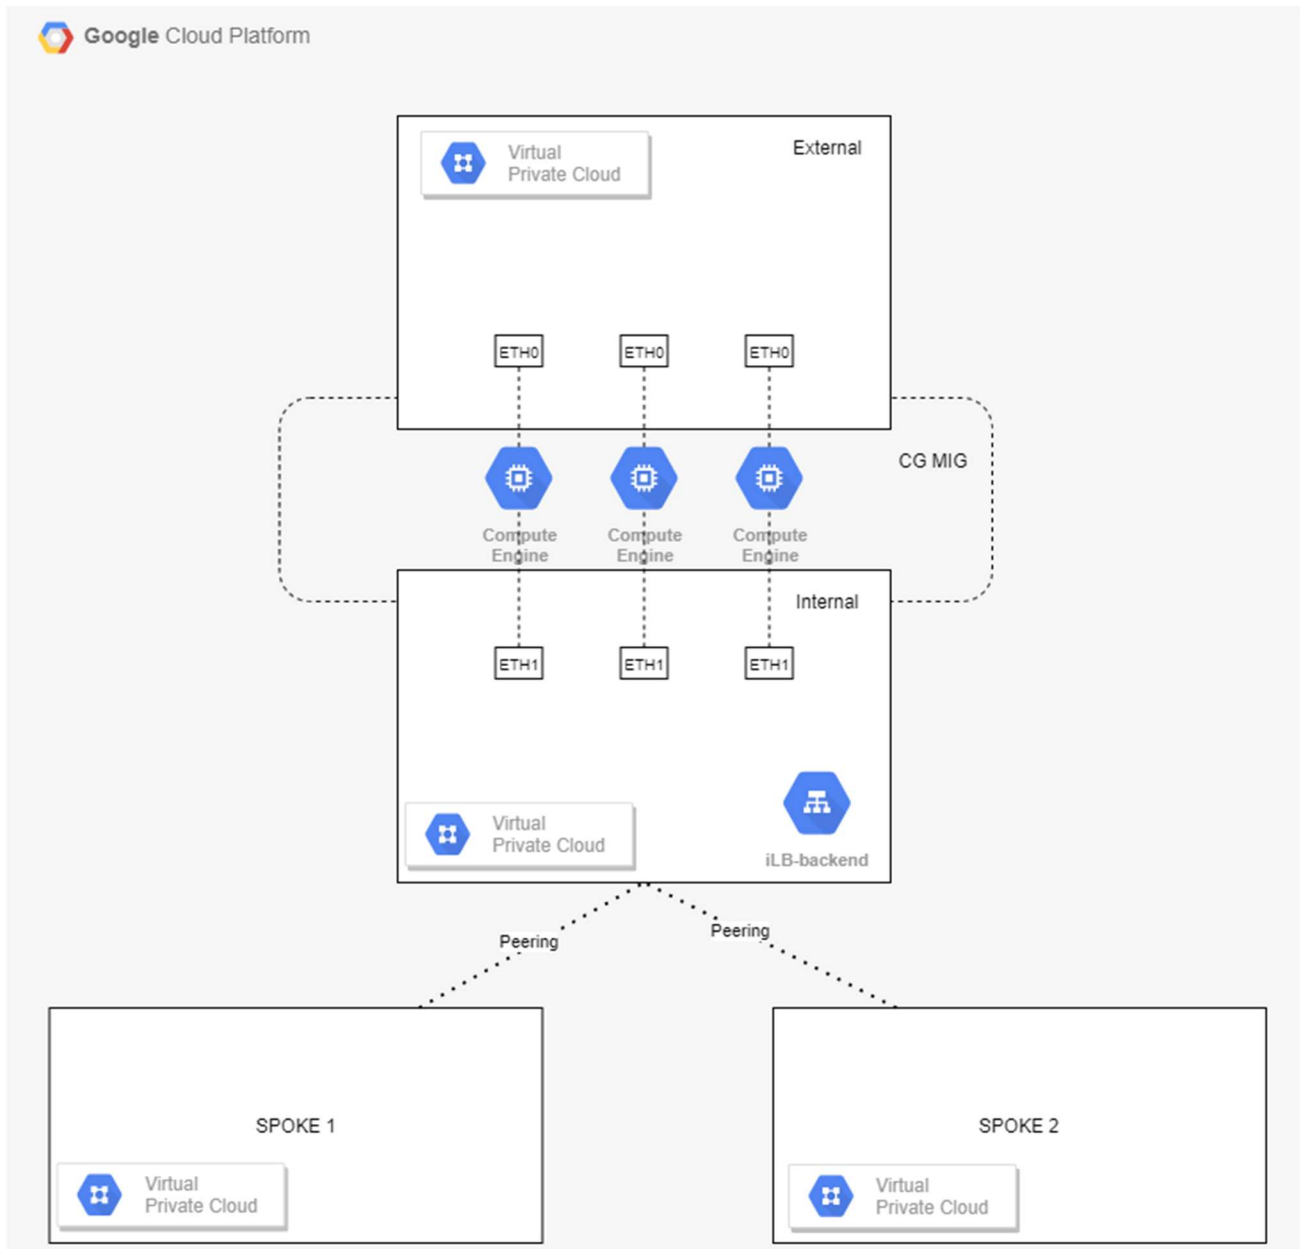 Google Cloud Platform
Virtual
Private Cloud
External
ETH0
ETH0
ETH0
CG MIG
Compute
Engine
Compute
Engine
Compute
Engine
Internal
ETH1
ETH1
ETH1
Virtual
Private Cloud
iLB-backend
Peering
Peering
SPOKE 1
Virtual
Private Cloud
SPOKE 2
Virtual
Private Cloud